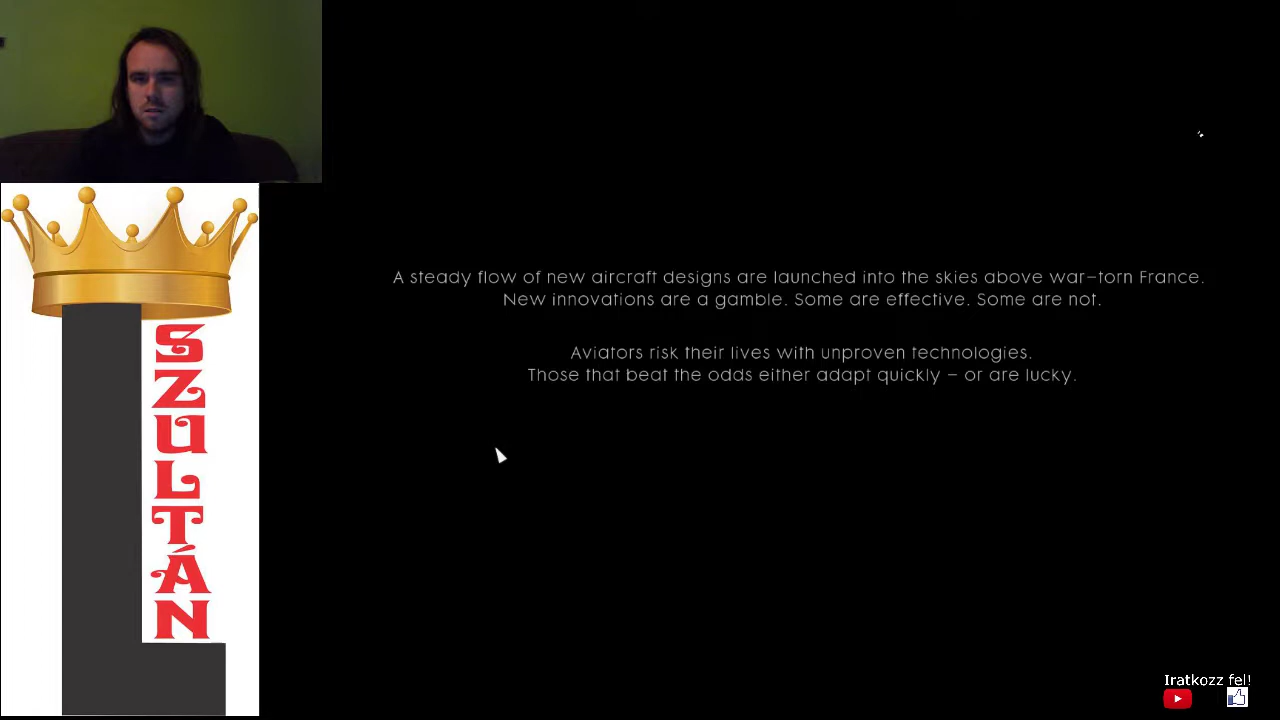 L
SZULTÁN
A steady flow of new aircraft designs are launched into the skies above war-torn France.
New innovations are a gamble. Some are effective. Some are not.
Aviators risk their lives with unproven technologies.
Those that beat the odds either adapt quickly - or are lucky.
Iratkozz fel!